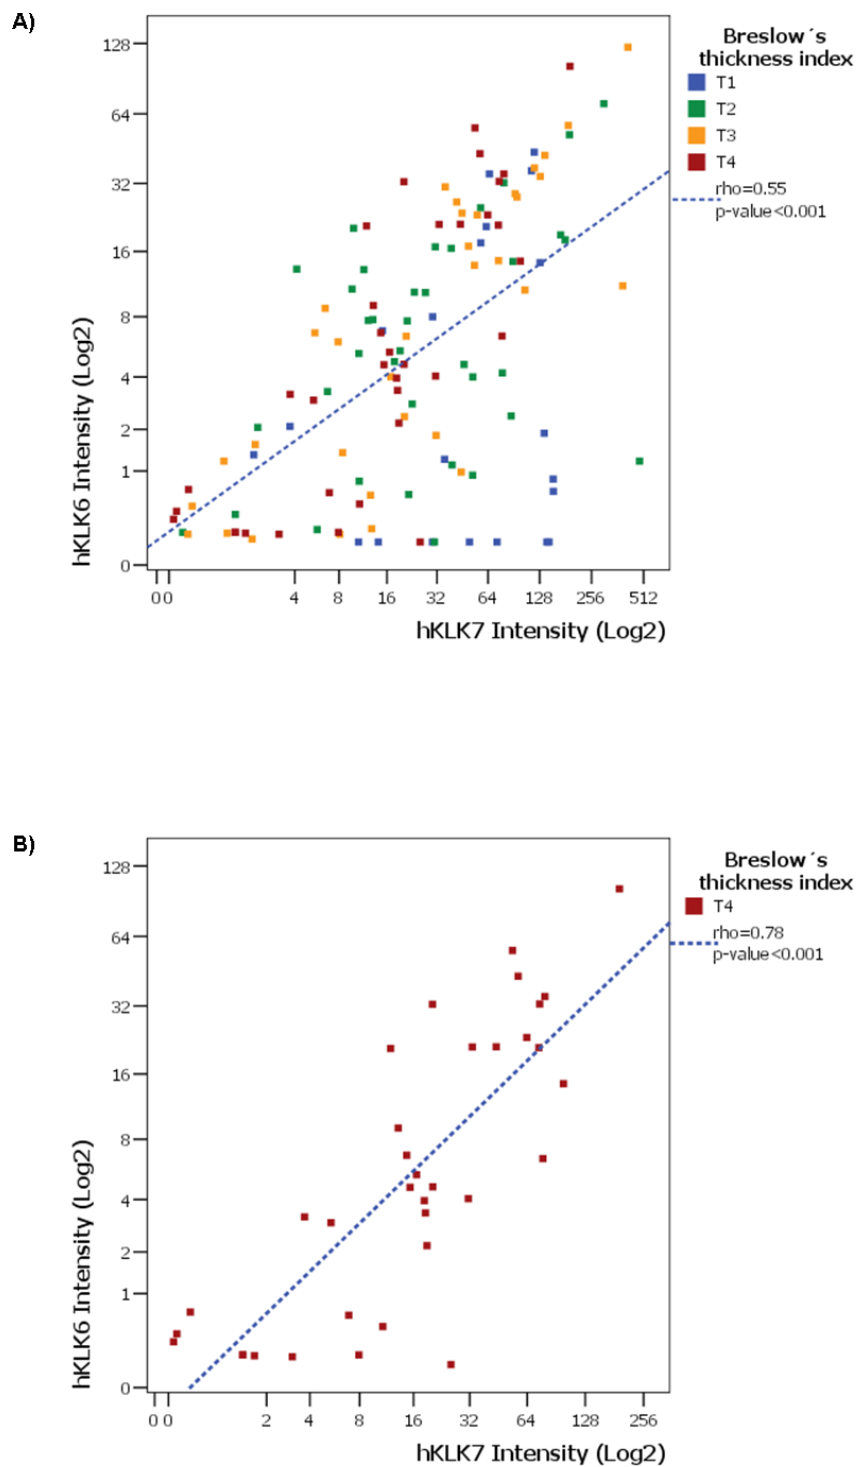 A)
Breslow´s
thickness index
T1
T2
T3
T4
rho=0.55
p-value<0.001
128
64
32
16
8
4
2
1
0
hKLK6 Intensity (Log2)
0 0 4 8 16 32 64 128 256 512
hKLK7 Intensity (Log2)
B)
Breslow´s
thickness index
T4
rho=0.78
p-value<0.001
128
64
32
16
8
4
2
1
0
hKLK6 Intensity (Log2)
0 0 2 4 8 16 32 64 128 256
hKLK7 Intensity (Log2)